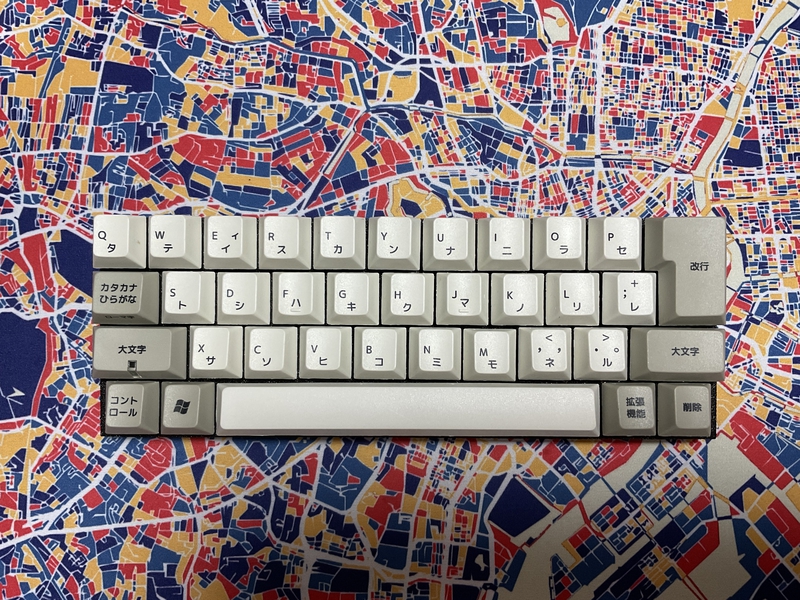 Q W E ィ R T Y U I O P
タ テ イ ス カ ン ナ ニ ラ セ 改行
カタカナ S D F G H J K L +
ひらがな ト シ ハ キ ク マ ノ リ ; レ
大文字 X C V B N M < > 大文字
サ ソ ヒ コ ミ モ , 、 ネ . 。 ル
コント 拡張
ロール 機能 削除